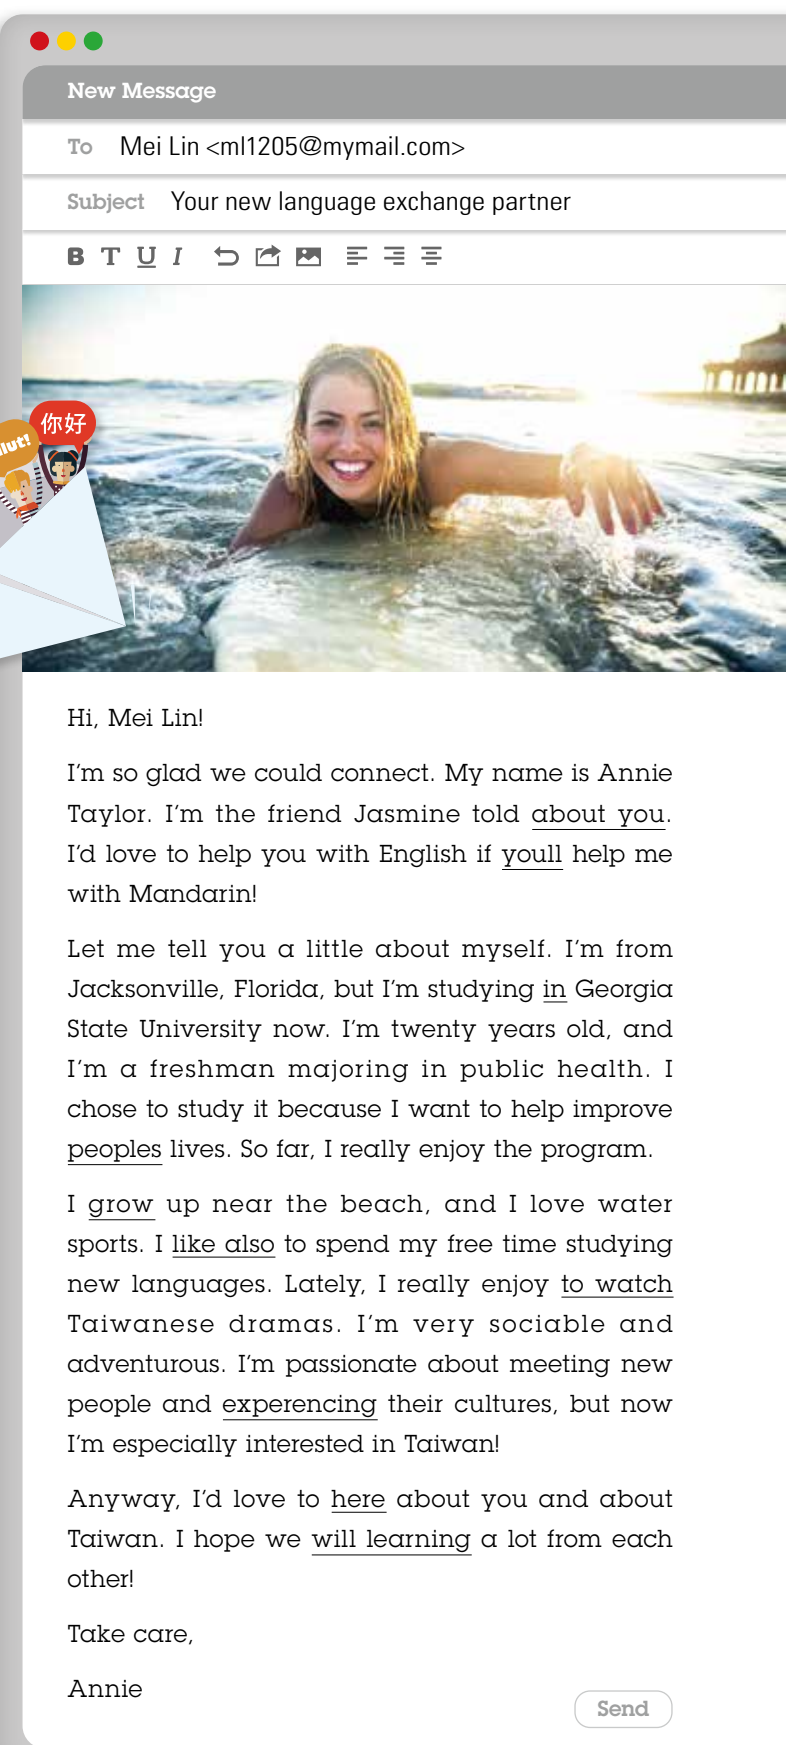 New Message
To Mei Lin <ml1205@mymail.com>
Subject Your new language exchange partner
B T U I
你好
lut!
Hi, Mei Lin!
I'm so glad we could connect. My name is Annie
Taylor. I'm the friend Jasmine told about you.
I'd love to help you with English if youll help me
with Mandarin!
Let me tell you a little about myself. I'm from
Jacksonville, Florida, but I'm studying in Georgia
State University now. I'm twenty years old, and
I'm a freshman majoring in public health. I
chose to study it because I want to help improve
peoples lives. So far, I really enjoy the program.
I grow up near the beach, and I love water
sports. I like also to spend my free time studying
new languages. Lately, I really enjoy to watch
Taiwanese dramas. I'm very sociable and
adventurous. I'm passionate about meeting new
people and experencing their cultures, but now
I'm especially interested in Taiwan!
Anyway, I'd love to here about you and about
Taiwan. I hope we will learning a lot from each
other!
Take care,
Annie
Send